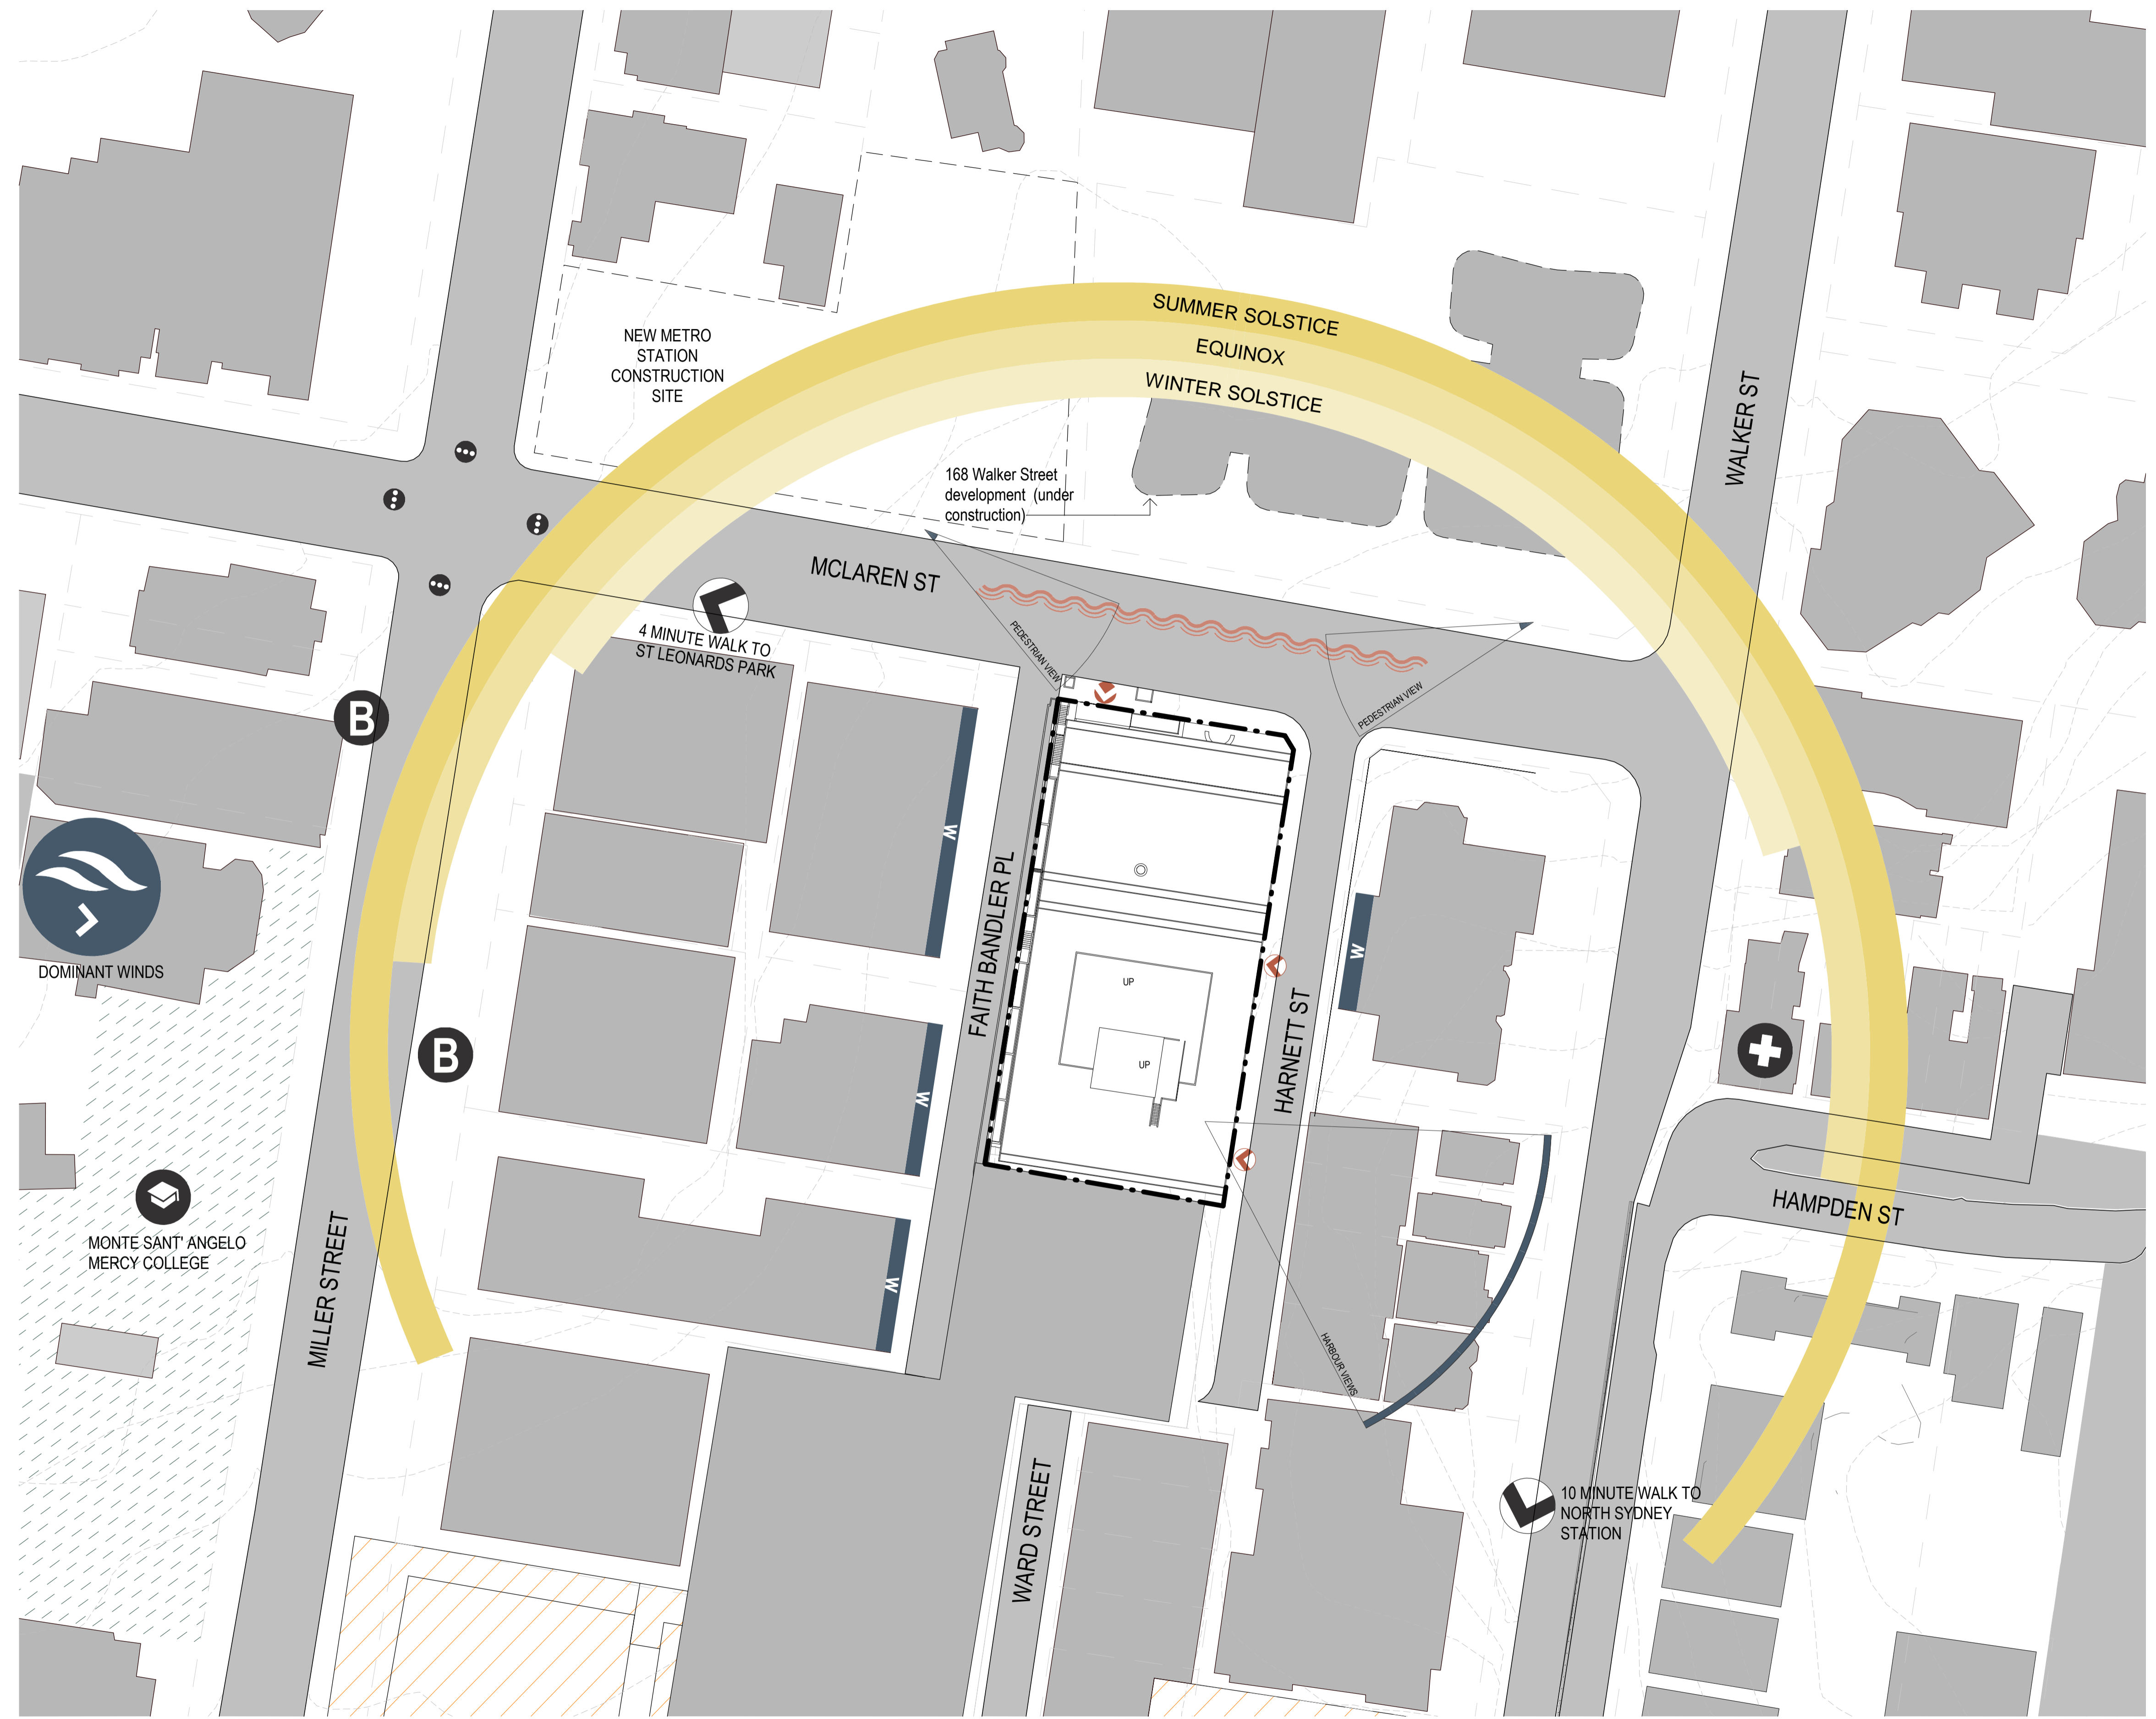 SUMMER SOLSTICE
EQUINOX
WINTER SOLSTICE
NEW METRO
STATION
CONSTRUCTION
SITE
WALKER ST
168 Walker Street
development (under
construction)
MCLAREN ST
4 MINUTE WALK TO
ST LEONARDS PARK
PEDESTRIAN VIEW
PEDESTRIAN VIEW
B
W
W
DOMINANT WINDS
FAITH BANDLER PL
UP
UP
HARNETT ST
B
W
MONTE SANT' ANGELO
MERCY COLLEGE
HAMPDEN ST
MILLER STREET
W
HARBOUR VIEWS
WARD STREET
10 MINUTE WALK TO
NORTH SYDNEY
STATION